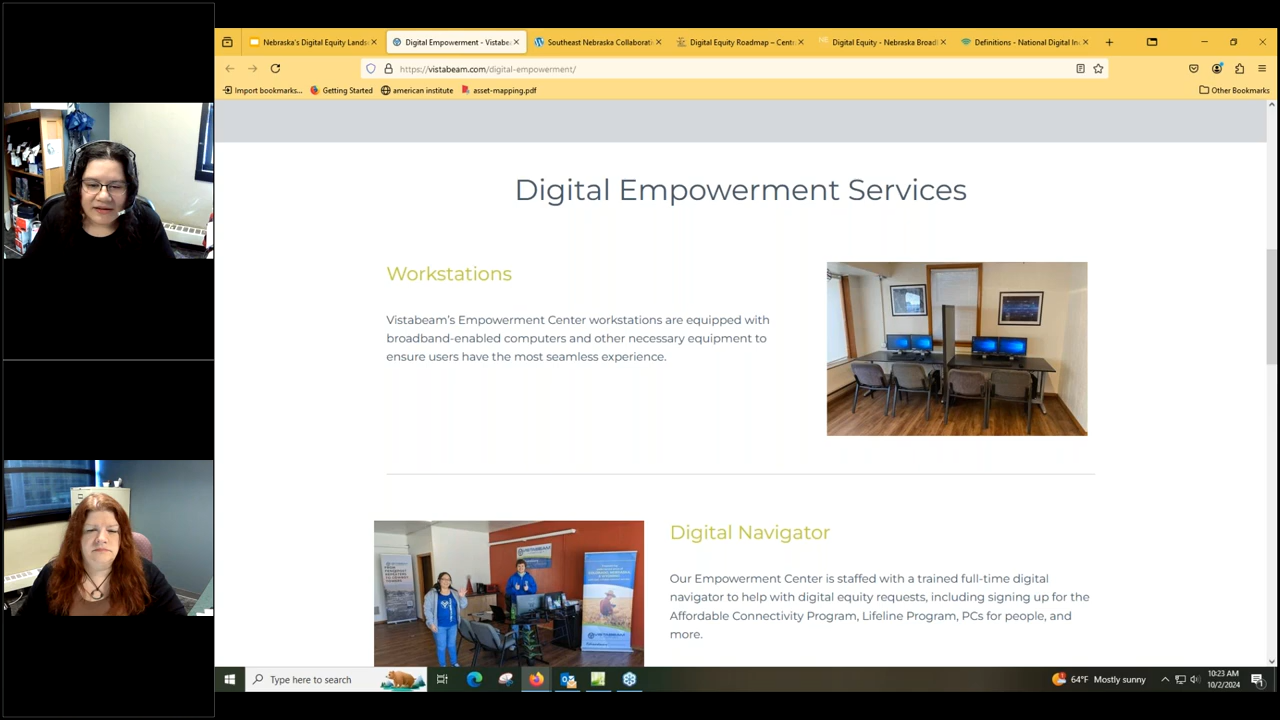 Nebraska's Digital Equity Lands
Digital Empowerment - Vistabe
Southeast Nebraska Collaborati
Digital Equity Roadmap – Cent
Digital Equity - Nebraska Broadb
Definitions - National Digital In
https://vistabeam.com/digital-empowerment/
Import bookmarks...
Getting Started
american institute
asset-mapping.pdf
Other Bookmarks
Digital Empowerment Services
Workstations
Vistabeam's Empowerment Center workstations are equipped with
broadband-enabled computers and other necessary equipment to
ensure users have the most seamless experience.
Digital Navigator
Our Empowerment Center is staffed with a trained full-time digital
navigator to help with digital equity requests, including signing up for the
Affordable Connectivity Program, Lifeline Program, PCs for people, and
more.
VISTABEAM
Type here to search
64°F Mostly sunny
10:23 AM
10/2/2024